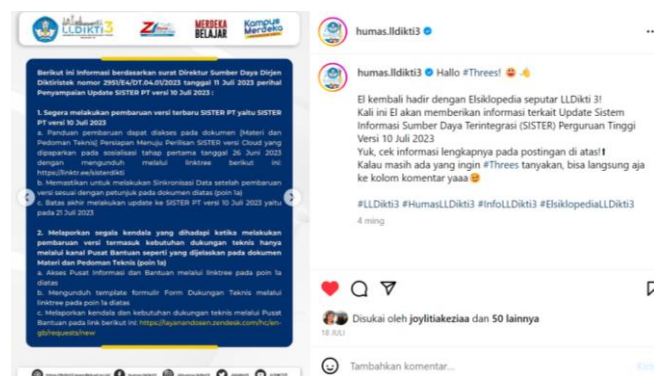 LLDIKTI 3
MERDEKA
BELAJAR
Kampus
Merdeka
Berikut ini Informasi berdasarkan surat Direktur Sumber Daya Dirjen
Diktiristek nomor 2951/E4/DT.04.01/2023 tanggal 11 Juli 2023 perihal
Penyampaian Update SISTER PT versi 10 Juli 2023 :
1. Segera melakukan pembaruan versi terbaru SISTER PT yaitu SISTER
PT versi 10 Juli 2023
a. Panduan pembaruan dapat diakses pada dokumen (Materi dan
Pedoman Teknis) Persiapan Menuju Perilisan SISTER versi Cloud yang
dipaparkan pada sosialisasi tahap pertama tanggal 26 Juni 2023
dengan mengunduh melalui linktree berikut ini:
https://linktr.ee/sisterdikti
b. Memastikan untuk melakukan Sinkronisasi Data setelah pembaruan
versi sesuai dengan petunjuk pada dokumen diatas (poin 1a)
c. Batas akhir melakukan update ke SISTER PT versi 10 Juli 2023 yaitu
pada 21 Juli 2023
2. Melaporkan segala kendala yang dihadapi ketika melakukan
pembaruan versi termasuk kebutuhan dukungan teknis hanya
melalui kanal Pusat Bantuan seperti yang dijelaskan pada dokumen
Materi dan Pedoman Teknis (poin 1a)
a. Akses Pusat Informasi dan Bantuan melalui linktree pada poin 1a
diatas
b. Mengunduh template formulir Form Dukungan Teknis melalui
linktree pada poin 1a diatas
c. Melaporkan kendala dan kebutuhan dukungan teknis melalui Pusat
Bantuan pada link berikut ini: https://layanandosen.zendesk.com/hc/en-
gb/requests/new
humas.lldikti3
humas.lldikti3 Hallo #Threes! 😀 👋
El kembali hadir dengan Elsiklopedia seputar LLDikti 3!
Kali ini El akan memberikan informasi terkait Update Sistem
Informasi Sumber Daya Terintegrasi (SISTER) Perguruan Tinggi
Versi 10 Juli 2023
Yuk, cek informasi lengkapnya pada postingan di atas!❗
Kalau masih ada yang ingin #Threes tanyakan, bisa langsung aja
ke kolom komentar yaaa😊
#LLDikti3 #HumasLLDikti3 #InfoLLDikti3 #ElsiklopediaLLDikti3
4 ming
Disukai oleh joylitiakeziaa dan 50 lainnya
18 JULI
Tambahkan komentar...